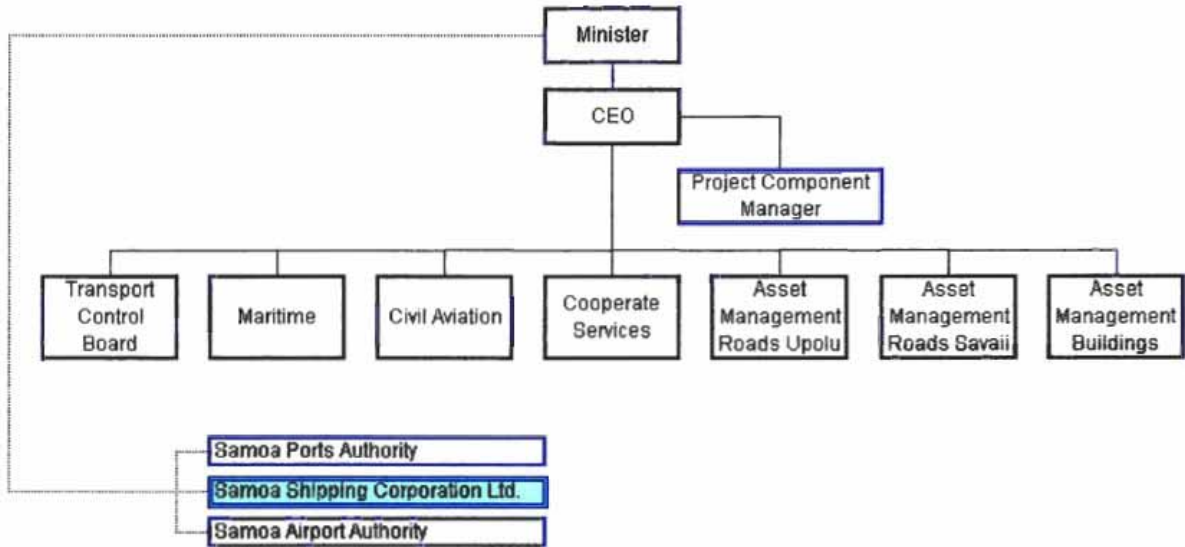 Minister
CEO
Project Component
Manager
Transport
Control
Board
Maritime
Civil Aviation
Cooperate
Services
Asset
Management
Roads Upolu
Asset
Management
Roads Savaii
Asset
Management
Buildings
Samoa Ports Authority
Samoa Shipping Corporation Ltd.
Samoa Airport Authority